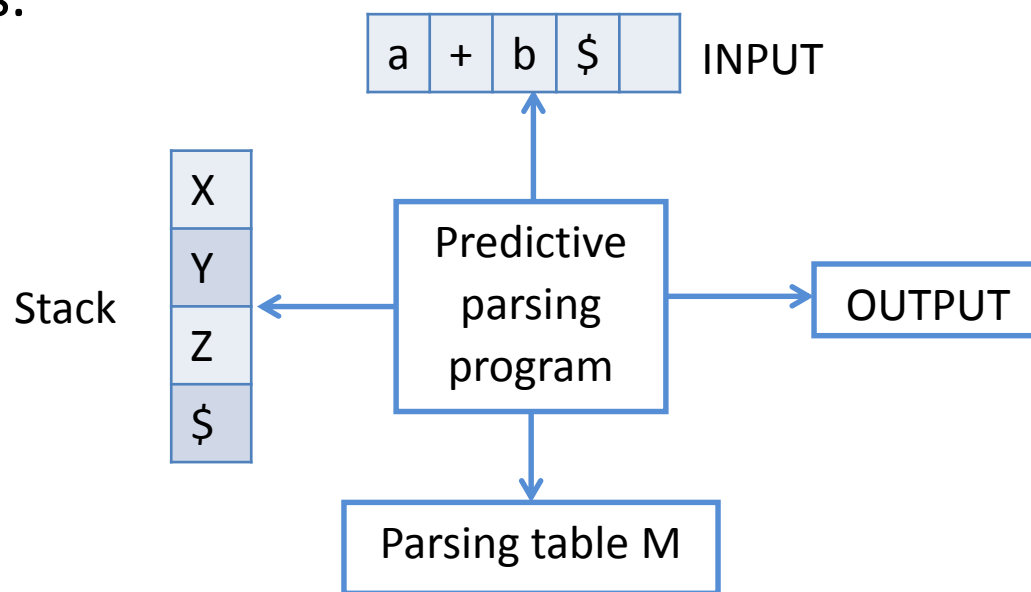 s.
a + b $ INPUT
X
Y
Z
$
Stack
Predictive
parsing
program
OUTPUT
Parsing table M